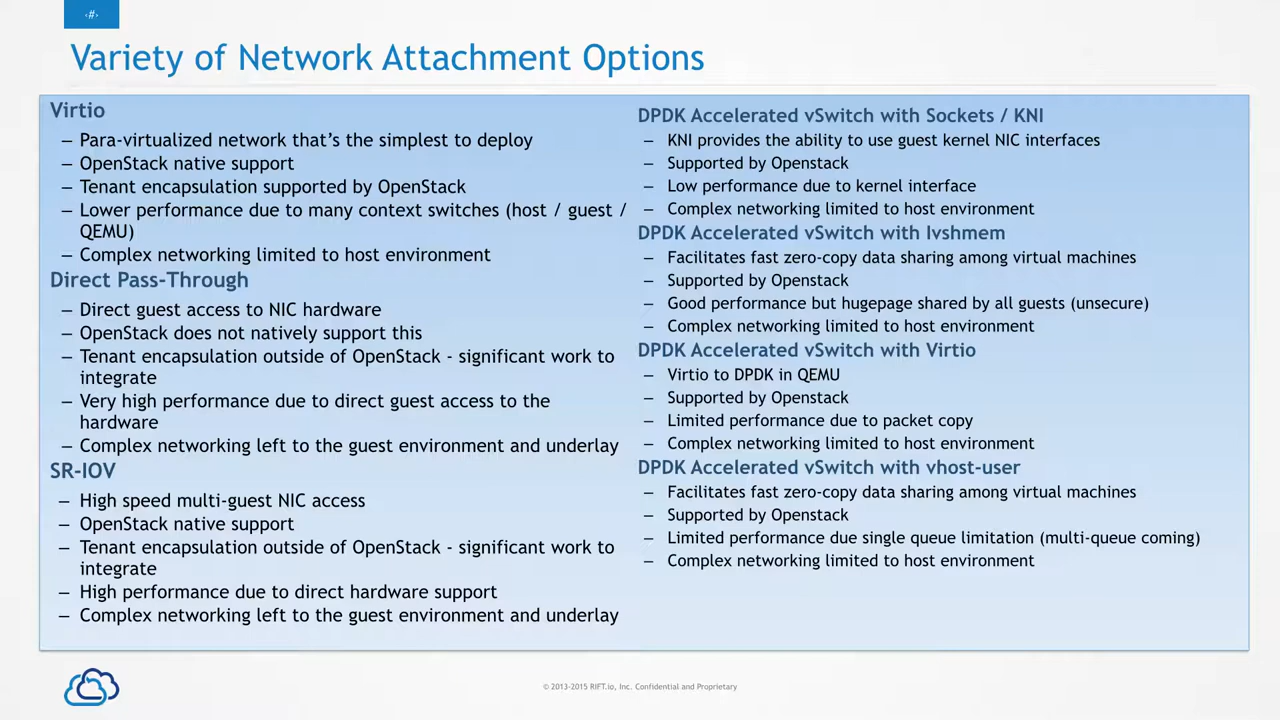 ‹#›
Variety of Network Attachment Options
Virtio
– Para-virtualized network that's the simplest to deploy
– OpenStack native support
– Tenant encapsulation supported by OpenStack
– Lower performance due to many context switches (host / guest /
QEMU)
– Complex networking limited to host environment
Direct Pass-Through
– Direct guest access to NIC hardware
– OpenStack does not natively support this
– Tenant encapsulation outside of OpenStack - significant work to
integrate
– Very high performance due to direct guest access to the
hardware
– Complex networking left to the guest environment and underlay
SR-IOV
– High speed multi-guest NIC access
– OpenStack native support
– Tenant encapsulation outside of OpenStack - significant work to
integrate
– High performance due to direct hardware support
– Complex networking left to the guest environment and underlay
DPDK Accelerated vSwitch with Sockets / KNI
– KNI provides the ability to use guest kernel NIC interfaces
– Supported by Openstack
– Low performance due to kernel interface
– Complex networking limited to host environment
DPDK Accelerated vSwitch with Ivshmem
– Facilitates fast zero-copy data sharing among virtual machines
– Supported by Openstack
– Good performance but hugepage shared by all guests (unsecure)
– Complex networking limited to host environment
DPDK Accelerated vSwitch with Virtio
– Virtio to DPDK in QEMU
– Supported by Openstack
– Limited performance due to packet copy
– Complex networking limited to host environment
DPDK Accelerated vSwitch with vhost-user
– Facilitates fast zero-copy data sharing among virtual machines
– Supported by Openstack
– Limited performance due single queue limitation (multi-queue coming)
– Complex networking limited to host environment
© 2013-2015 RIFT.io, Inc. Confidential and Proprietary